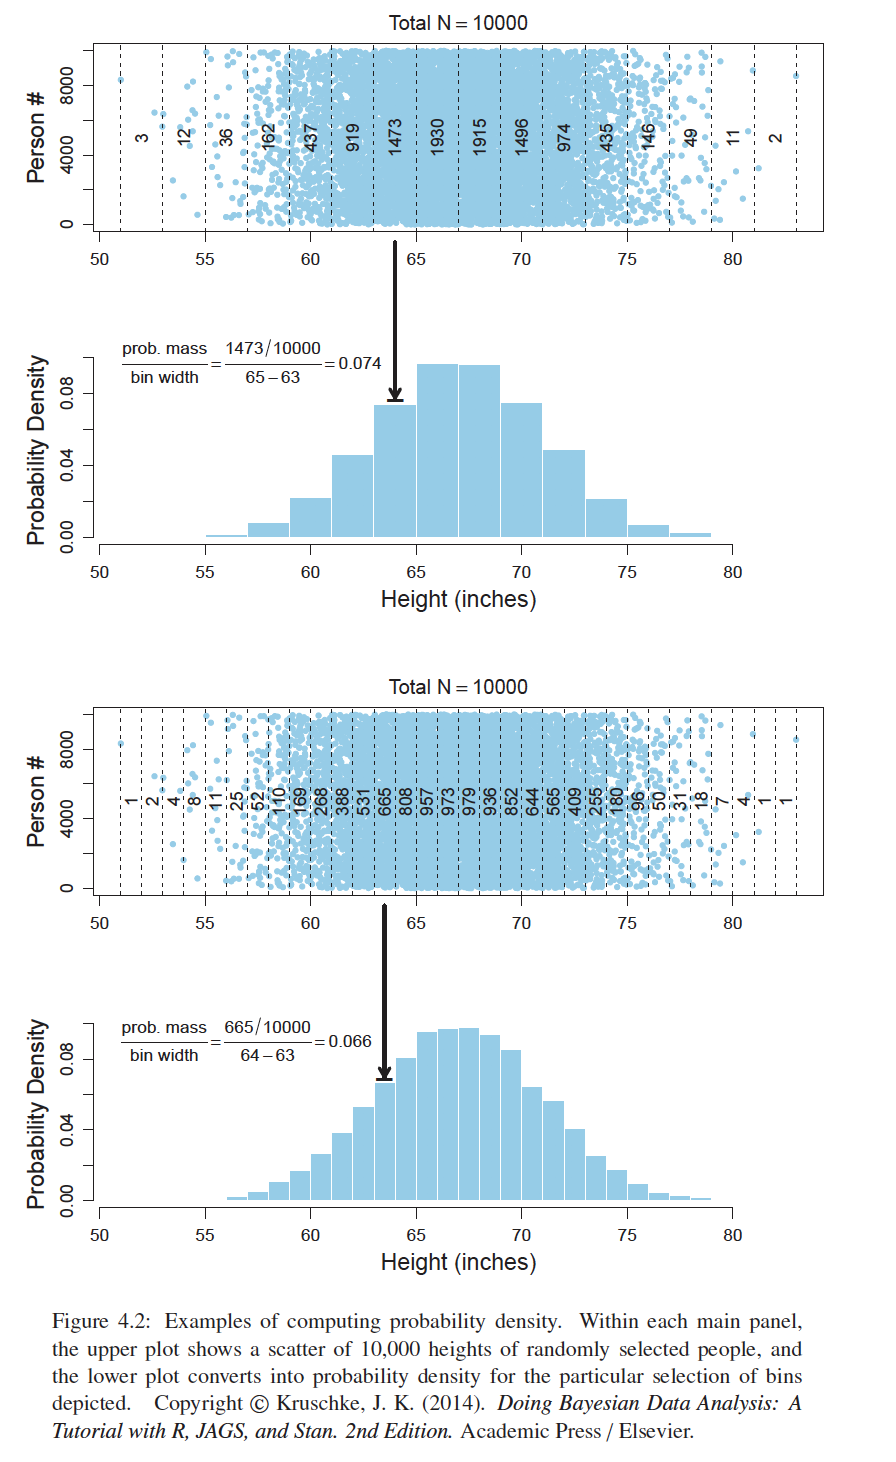 Total N = 10000
Person #
0 4000 8000
3 12 36 162 437 919 1473 1930 1915 1496 974 435 146 49 11 2
50 55 60 65 70 75 80
prob. mass
bin width
=
1473/10000
65 – 63
= 0.074
Probability Density
0.00 0.04 0.08
50 55 60 65 70 75 80
Height (inches)
Total N = 10000
Person #
0 4000 8000
1 2 4 8 11 25 52 110 169 268 388 531 665 808 957 973 979 936 852 644 565 409 255 180 96 50 31 18 7 4 1 1
50 55 60 65 70 75 80
prob. mass
bin width
=
665/10000
64 – 63
= 0.066
Probability Density
0.00 0.04 0.08
50 55 60 65 70 75 80
Height (inches)
Figure 4.2: Examples of computing probability density. Within each main panel,
the upper plot shows a scatter of 10,000 heights of randomly selected people, and
the lower plot converts into probability density for the particular selection of bins
depicted. Copyright © Kruschke, J. K. (2014). Doing Bayesian Data Analysis: A
Tutorial with R, JAGS, and Stan. 2nd Edition. Academic Press / Elsevier.